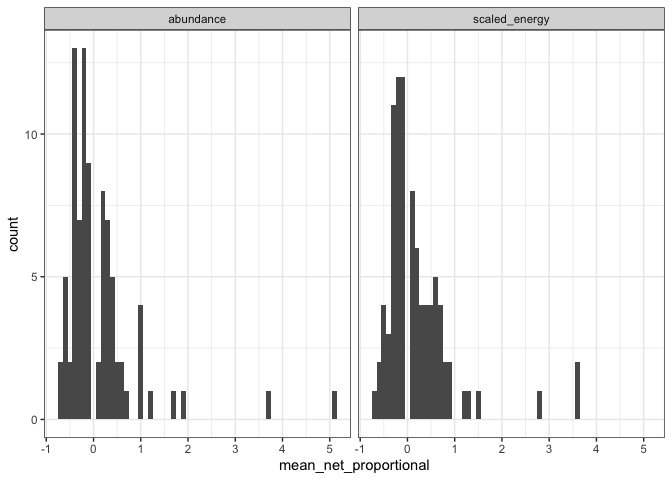 abundance
scaled_energy
count
10
5
0
-1 0 1 2 3 4 5
-1 0 1 2 3 4 5
mean_net_proportional